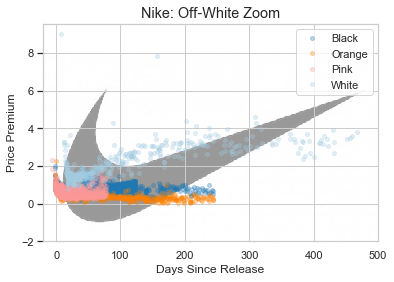 Nike: Off-White Zoom
Black
Orange
Pink
White
Price Premium
8
6
4
2
0
−2
0
100
200
300
400
500
Days Since Release